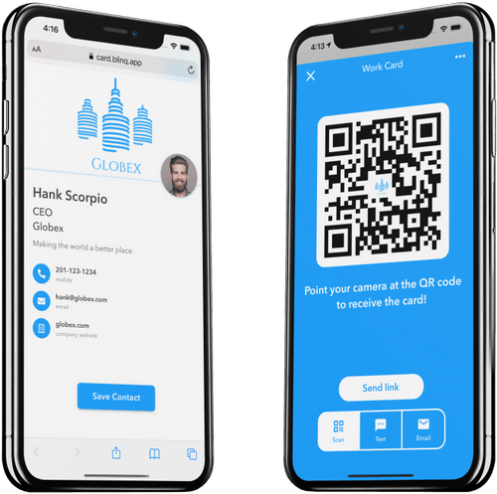 4:16
AA
card.blinq.app
GLOBEX
Hank Scorpio
CEO
Globex
Making the world a better place
201-123-1234
mobile
hank@globex.com
email
globex.com
company website
Save Contact
4:13
Work Card
Point your camera at the QR code
to receive the card!
Send link
Scan
Text
Email